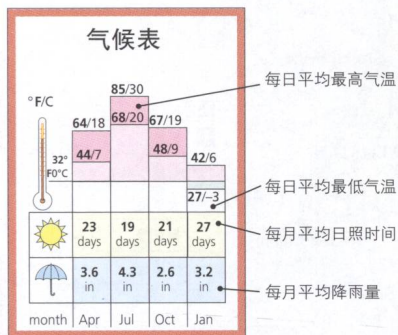 气候表
°F/C
85/30
64/18
68/20
67/19
44/7
48/9
42/6
32°
F0°C
27/–3
23 days
19 days
21 days
27 days
3.6 in
4.3 in
2.6 in
3.2 in
month Apr Jul Oct Jan
每日平均最高气温
每日平均最低气温
每月平均日照时间
每月平均降雨量